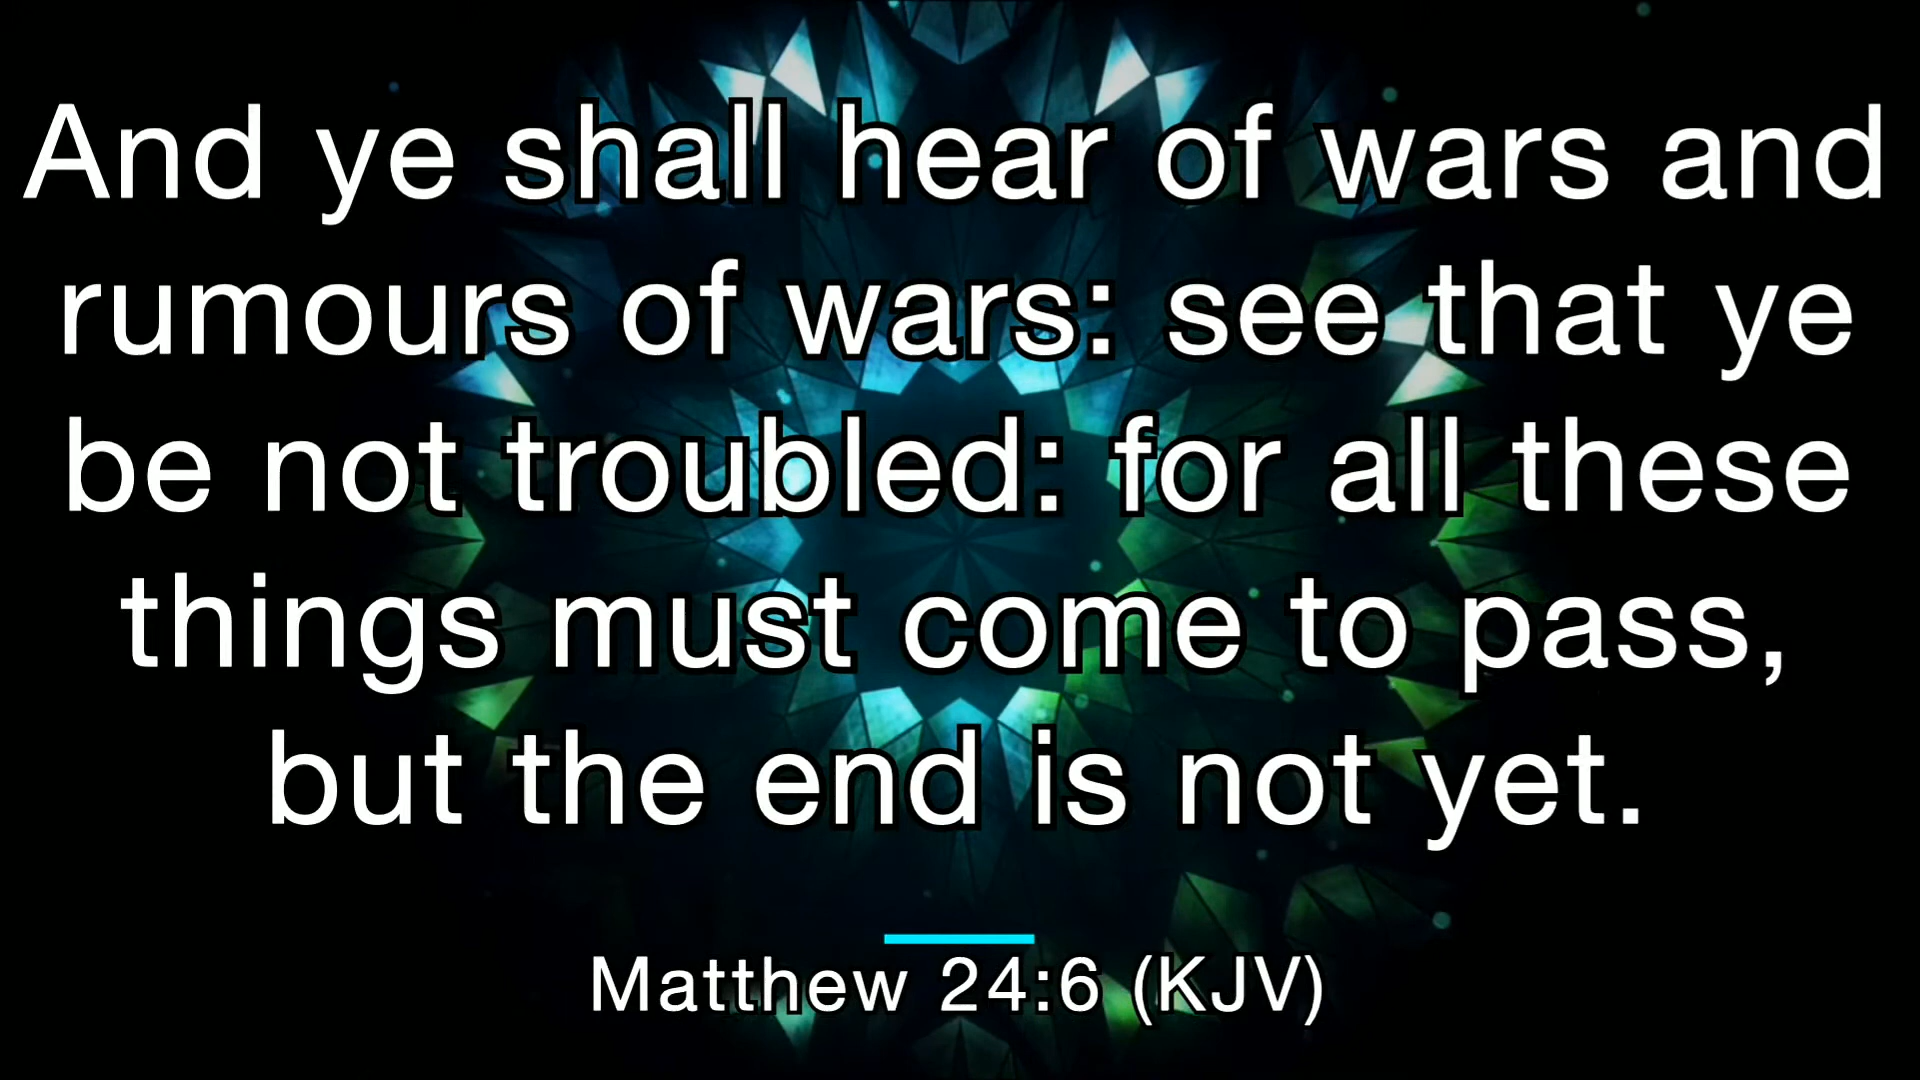 And ye shall hear of wars and
rumours of wars: see that ye
be not troubled: for all these
things must come to pass,
but the end is not yet.
Matthew 24:6 (KJV)